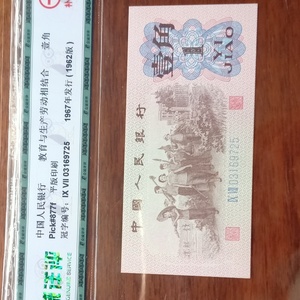 中国人民银行 教育与生产劳动相结合 壹角
Pick#877f 平版印刷 1967年发行(1962版)
冠字编号: IX VII 03169725
中國人民銀行
壹角
1
YI JIAO
IX VII 03169725